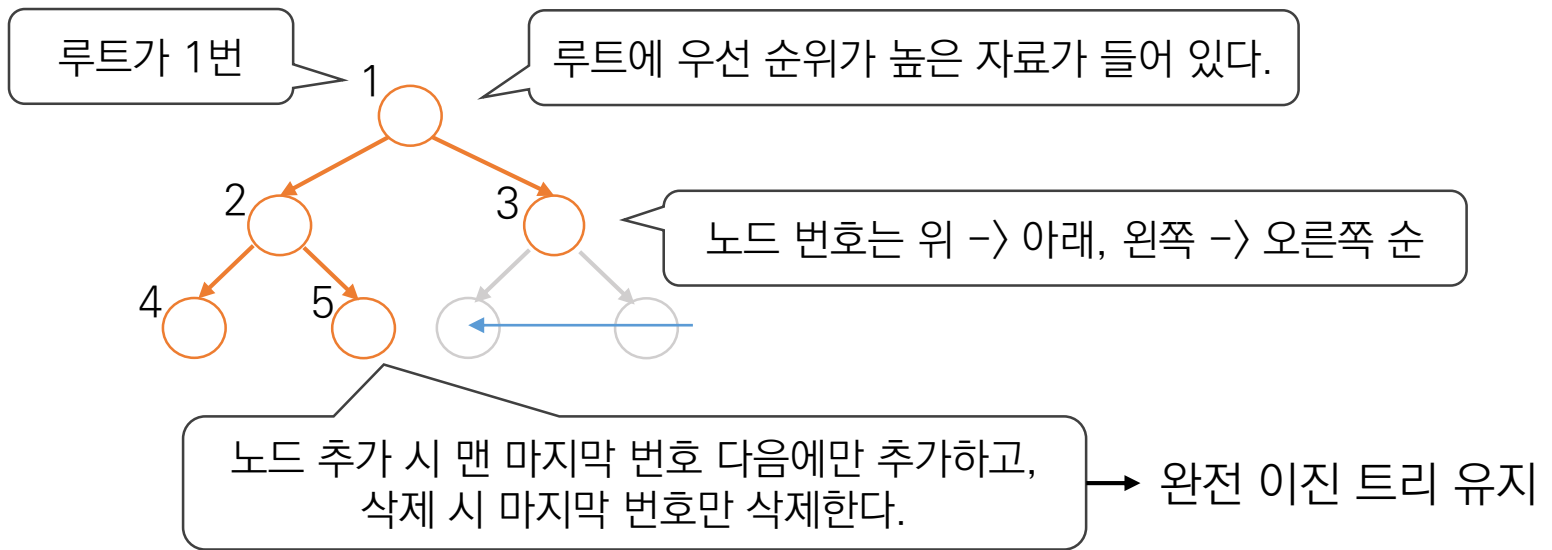 루트가 1번
루트에 우선 순위가 높은 자료가 들어 있다.
1
2
3
노드 번호는 위 -> 아래, 왼쪽 -> 오른쪽 순
4
5
노드 추가 시 맨 마지막 번호 다음에만 추가하고,
삭제 시 마지막 번호만 삭제한다.
완전 이진 트리 유지